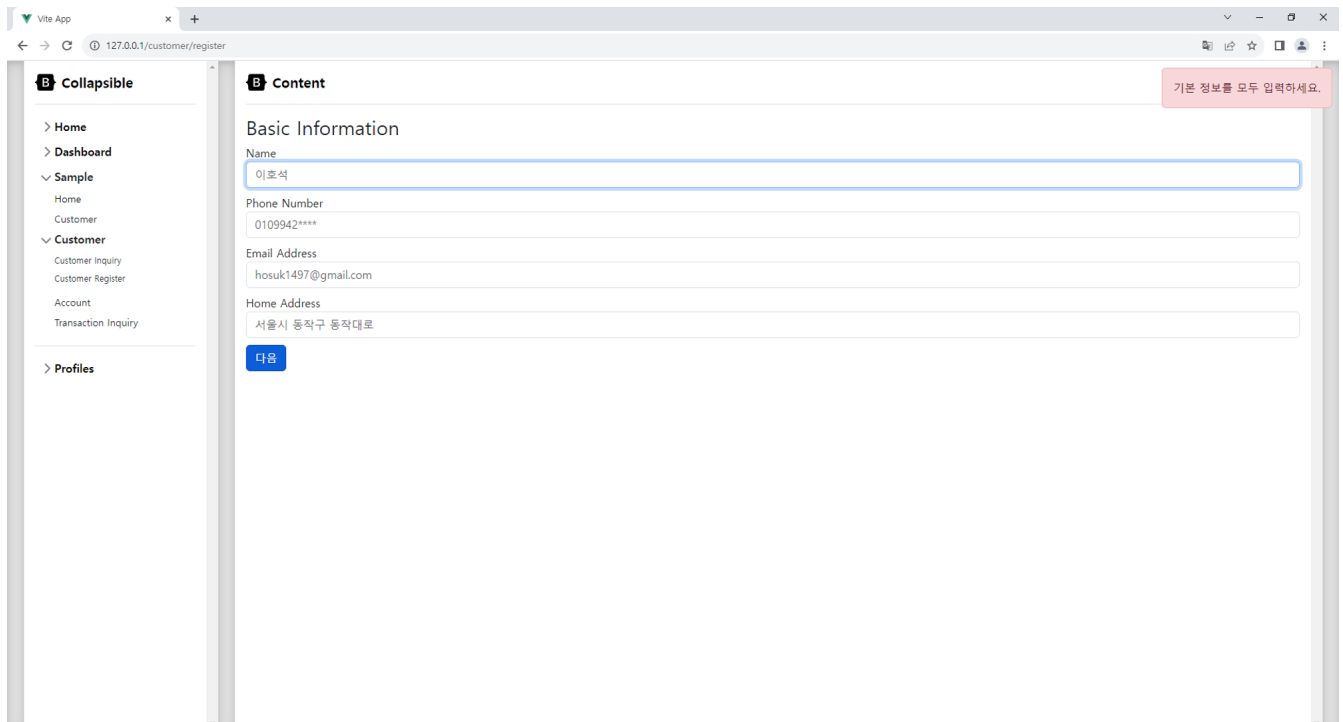 Vite App
127.0.0.1/customer/register
B Collapsible
B Content
기본 정보를 모두 입력하세요.
Home
Dashboard
Sample
Home
Customer
Customer
Customer Inquiry
Customer Register
Account
Transaction Inquiry
Profiles
Basic Information
Name
이호석
Phone Number
0109942****
Email Address
hosuk1497@gmail.com
Home Address
서울시 동작구 동작대로
다음